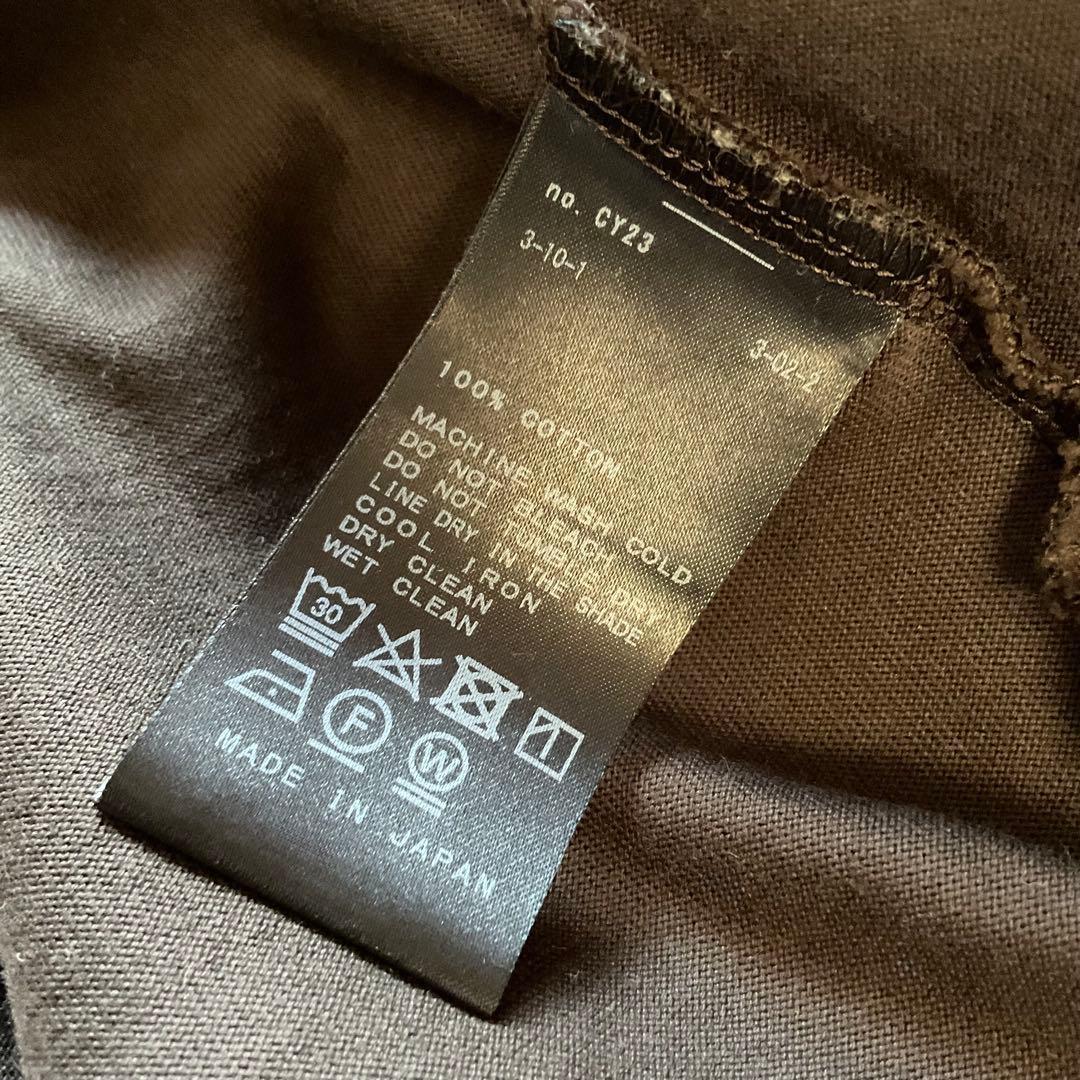 no. CY23
3-10-1
3-02-2
100% COTTON
MACHINE WASH COLD
DO NOT BLEACH
DO NOT TUMBLE DRY
LINE DRY IN THE SHADE
COOL IRON
DRY CLEAN
WET CLEAN
30
F
W
MADE IN JAPAN